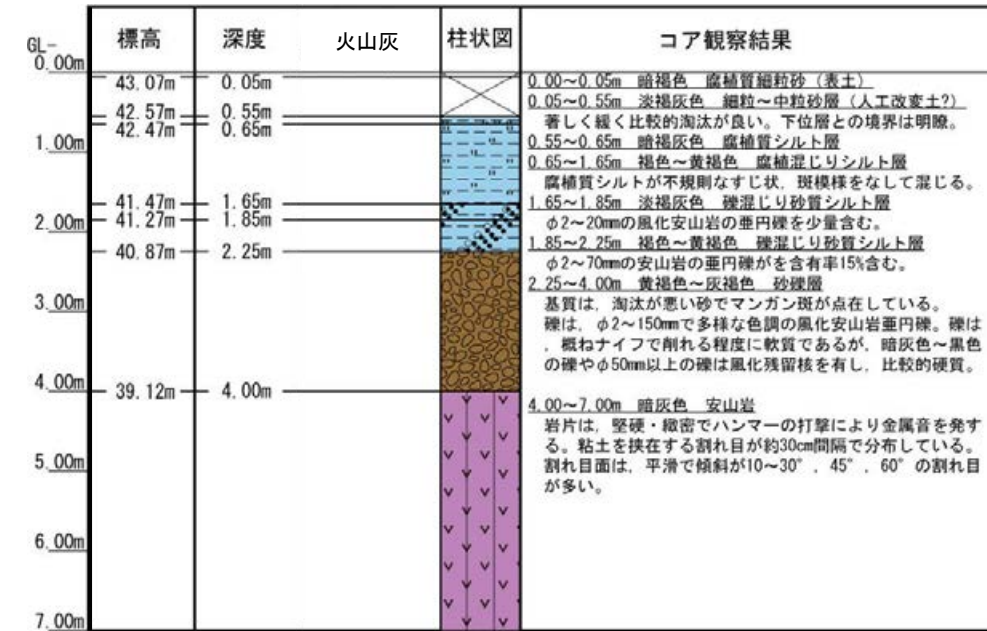 標高 深度 火山灰 柱状図 コア観察結果
GL-
0.00m
43.07m 0.05m
42.57m 0.55m
42.47m 0.65m
1.00m
41.47m 1.65m
41.27m 1.85m
2.00m
40.87m 2.25m
3.00m
4.00m
39.12m 4.00m
5.00m
6.00m
7.00m
0.00～0.05m 暗褐色 腐植質細粒砂（表土）
0.05～0.55m 淡褐灰色 細粒～中粒砂層（人工改変土?）
著しく緩く比較的淘汰が良い。下位層との境界は明瞭。
0.55～0.65m 暗褐灰色 腐植質シルト層
0.65～1.65m 褐色～黄褐色 腐植混じりシルト層
腐植質シルトが不規則なすじ状，斑模様をなして混じる。
1.65～1.85m 淡褐灰色 礫混じり砂質シルト層
φ2～20mmの風化安山岩の亜円礫を少量含む。
1.85～2.25m 褐色～黄褐色 礫混じり砂質シルト層
φ2～70mmの安山岩の亜円礫がを含有率15%含む。
2.25～4.00m 黄褐色～灰褐色 砂礫層
基質は，淘汰が悪い砂でマンガン斑が点在している。
礫は，φ2～150mmで多様な色調の風化安山岩亜円礫。礫は
，概ねナイフで削れる程度に軟質であるが，暗灰色～黒色
の礫やφ50mm以上の礫は風化残留核を有し，比較的硬質。
4.00～7.00m 暗灰色 安山岩
岩片は，堅硬・緻密でハンマーの打撃により金属音を発す
る。粘土を挟在する割れ目が約30cm間隔で分布している。
割れ目面は，平滑で傾斜が10～30°，45°，60°の割れ目
が多い。